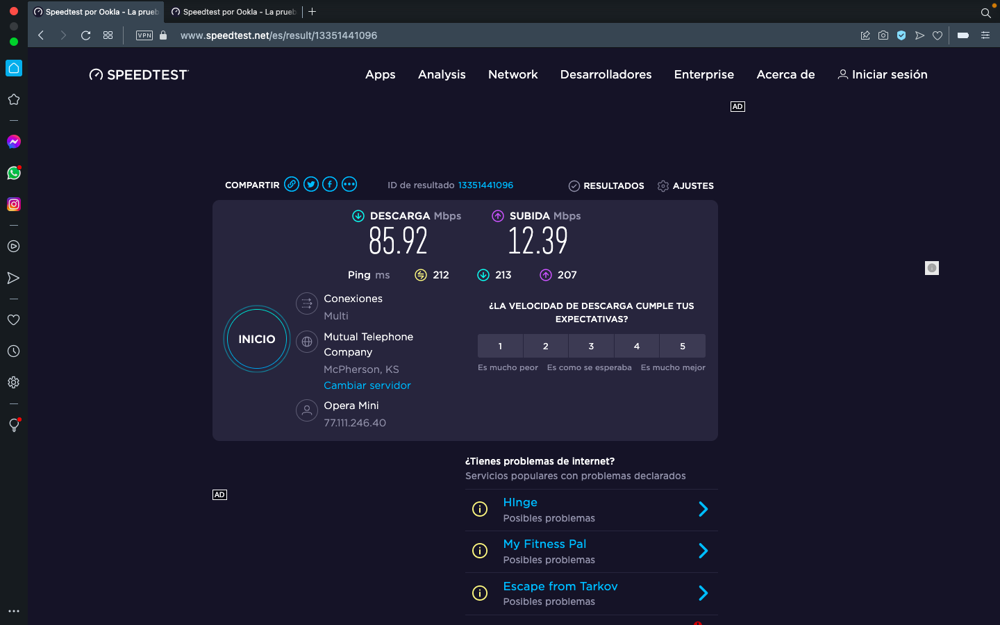 Speedtest por Ookla - La prueb
Speedtest por Ookla - La prueb
VPN
www.speedtest.net/es/result/13351441096
SPEEDTEST
Apps
Analysis
Network
Desarrolladores
Enterprise
Acerca de
Iniciar sesión
AD
COMPARTIR
ID de resultado 13351441096
RESULTADOS
AJUSTES
DESCARGA Mbps
85.92
SUBIDA Mbps
12.39
Ping ms
212
213
207
INICIO
Conexiones
Multi
Mutual Telephone
Company
McPherson, KS
Cambiar servidor
Opera Mini
77.111.246.40
¿LA VELOCIDAD DE DESCARGA CUMPLE TUS
EXPECTATIVAS?
1 2 3 4 5
Es mucho peor
Es como se esperaba
Es mucho mejor
AD
¿Tienes problemas de internet?
Servicios populares con problemas declarados
HInge
Posibles problemas
My Fitness Pal
Posibles problemas
Escape from Tarkov
Posibles problemas